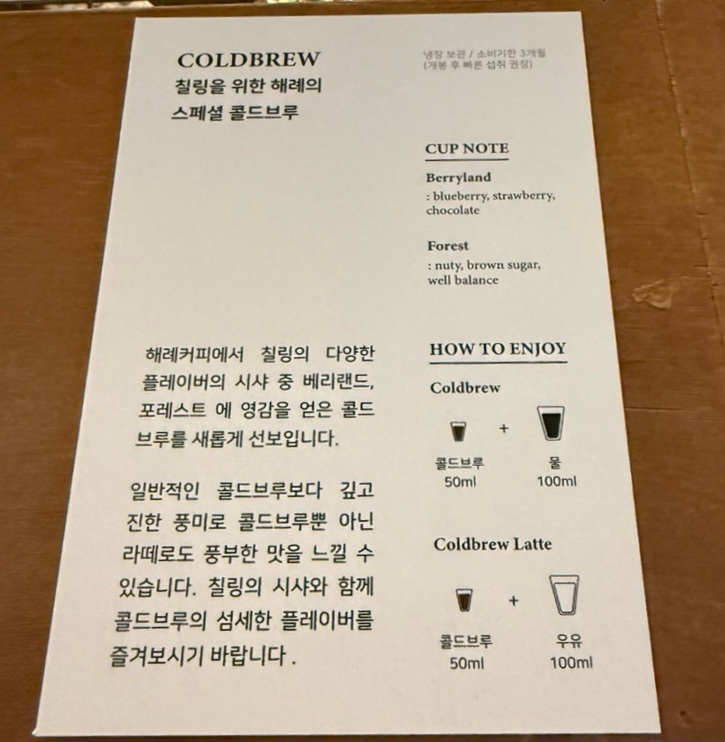 COLDBREW
칠링을 위한 해례의
스페셜 콜드브루
냉장 보관 / 소비기한 3개월
(개봉 후 빠른 섭취 권장)
CUP NOTE
Berryland
: blueberry, strawberry,
chocolate
Forest
: nuty, brown sugar,
well balance
해례커피에서 칠링의 다양한
플레이버의 시샤 중 베리랜드,
포레스트 에 영감을 얻은 콜드
브루를 새롭게 선보입니다.
일반적인 콜드브루보다 깊고
진한 풍미로 콜드브루뿐 아닌
라떼로도 풍부한 맛을 느낄 수
있습니다. 칠링의 시샤와 함께
콜드브루의 섬세한 플레이버를
즐겨보시기 바랍니다 .
HOW TO ENJOY
Coldbrew
+
콜드브루 물
50ml 100ml
Coldbrew Latte
+
콜드브루 우유
50ml 100ml